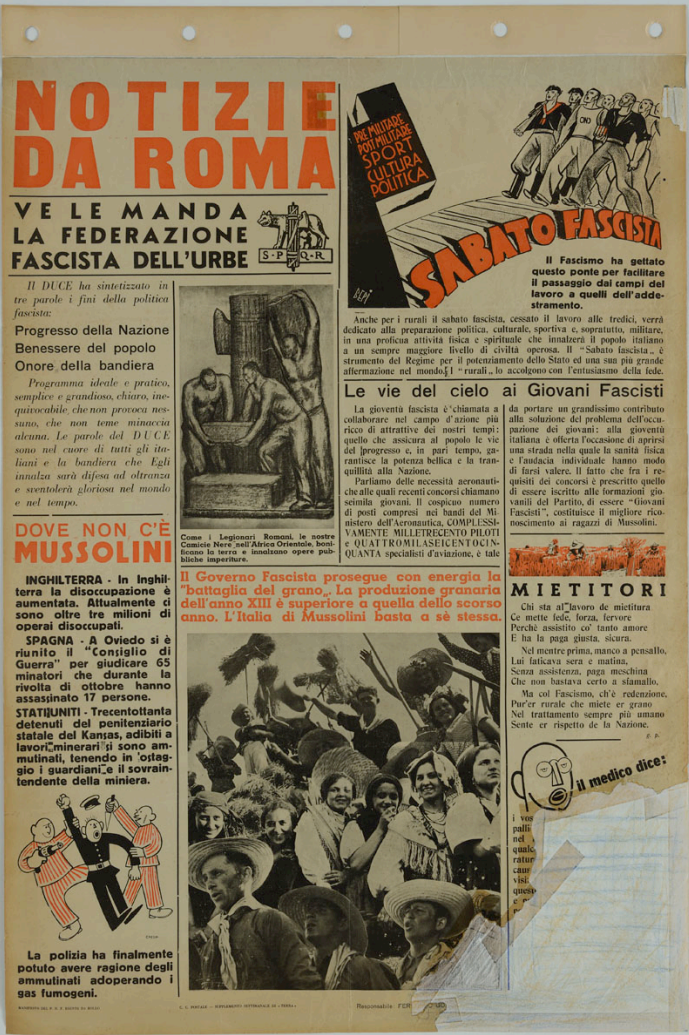 NOTIZIE
DA ROMA
VE LE MANDA
LA FEDERAZIONE
FASCISTA DELL'URBE
S·P Q·R
Il DUCE ha sintetizzato in
tre parole i fini della politica
fascista:
Progresso della Nazione
Benessere del popolo
Onore della bandiera
Programma ideale e pratico,
semplice e grandioso, chiaro, ine-
quivocabile che non provoca nes-
suno, che non teme minaccia
alcuna. Le parole del DUCE
sono nel cuore di tutti gli ita-
liani e la bandiera che Egli
innalza sarà difesa ad oltranza
e sventolerà gloriosa nel mondo
e nel tempo.
Come i Legionari Romani, le nostre
Camicie Nere nell'Africa Orientale, boni-
ficano la terra e innalzano opere pub-
bliche imperiture.
DOVE NON C'È
MUSSOLINI
INGHILTERRA - In Inghil-
terra la disoccupazione è
aumentata. Attualmente ci
sono oltre tre milioni di
operai disoccupati.
SPAGNA - A Oviedo si è
riunito il "Consiglio di
Guerra" per giudicare 65
minatori che durante la
rivolta di ottobre hanno
assassinato 17 persone.
STATI UNITI - Trecentottanta
detenuti del penitenziario
statale del Kansas, adibiti a
lavori minerari si sono am-
mutinati, tenendo in ostag-
gio i guardiani e il sovrain-
tendente della miniera.
La polizia ha finalmente
potuto avere ragione degli
ammutinati adoperando i
gas fumogeni.
PRE MILITARE
POST MILITARE
SPORT
CULTURA
POLITICA
OND
SABATO FASCISTA
BEPI
Il Fascismo ha gettato
questo ponte per facilitare
il passaggio dai campi del
lavoro a quelli dell'adde-
stramento.
Anche per i rurali il sabato fascista, cessato il lavoro alle tredici, verrà
dedicato alla preparazione politica, culturale, sportiva e, sopratutto, militare,
in una proficua attività fisica e spirituale che innalzerà il popolo italiano
a un sempre maggiore livello di civiltà operosa. Il "Sabato fascista„ è
strumento del Regime per il potenziamento dello Stato ed una sua più grande
affermazione nel mondo. I "rurali„ lo accolgono con l'entusiasmo della fede.
Le vie del cielo ai Giovani Fascisti
La gioventù fascista è chiamata a
collaborare nel campo d'azione più
ricco di attrattive dei nostri tempi:
quello che assicura al popolo le vie
del progresso e, in pari tempo, ga-
rantisce la potenza bellica e la tran-
quillità alla Nazione.
Parliamo delle necessità aeronauti-
che alle quali recenti concorsi chiamano
seimila giovani. Il cospicuo numero
di posti compresi nei bandi del Mi-
nistero dell'Aeronautica, COMPLESSI-
VAMENTE MILLETRECENTO PILOTI
e QUATTROMILASEICENTOCIN-
QUANTA specialisti d'aviazione, è tale
da portare un grandissimo contributo
alla soluzione del problema dell'occu-
pazione dei giovani: alla gioventù
italiana è offerta l'occasione di aprirsi
una strada nella quale la sanità fisica
e l'audacia individuale hanno modo
di farsi valere. Il fatto che fra i re-
quisiti dei concorsi è prescritto quello
di essere iscritto alle formazioni gio-
vanili del Partito, di essere "Giovani
Fascisti", costituisce il migliore rico-
noscimento ai ragazzi di Mussolini.
Il Governo Fascista prosegue con energia la
"battaglia del grano„. La produzione granaria
dell'anno XIII è superiore a quella dello scorso
anno. L'Italia di Mussolini basta a sè stessa.
MIETITORI
Chi sta al lavoro de mietitura
Ce mette fede, forza, fervore
Perchè assistito co' tanto amore
E ha la paga giusta, sicura.
Nel mentre prima, manco a pensallo,
Lui faticava sera e matina,
Senza assistenza, paga meschina
Che non bastava certo a sfamallo.
Ma col Fascismo, ch'è redenzione,
Pur'er rurale che miete er grano
Nel trattamento sempre più umano
Sente er rispetto de la Nazione.
il medico dice:
i vos
palli
nel
qualc
ratur
caus
visi
quest
Responsabile FER